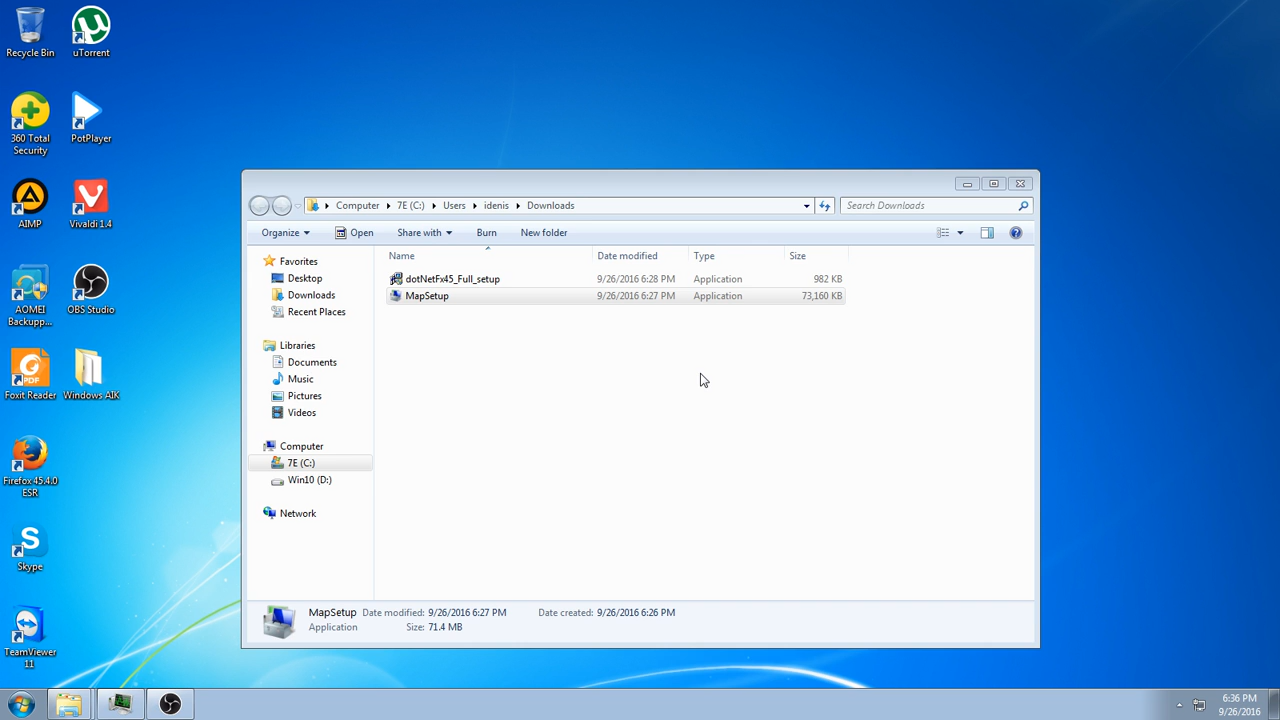 Recycle Bin
uTorrent
360 Total
Security
PotPlayer
AIMP
Vivaldi 1.4
AOMEI
Backupp...
OBS Studio
Foxit Reader
Windows AIK
Firefox 45.4.0
ESR
Skype
TeamViewer
11
Computer
7E (C:)
Users
idenis
Downloads
Search Downloads
Organize
Open
Share with
Burn
New folder
Name
Date modified
Type
Size
dotNetFx45_Full_setup 9/26/2016 6:28 PM Application 982 KB
MapSetup 9/26/2016 6:27 PM Application 73,160 KB
Favorites
Desktop
Downloads
Recent Places
Libraries
Documents
Music
Pictures
Videos
Computer
7E (C:)
Win10 (D:)
Network
MapSetup Date modified: 9/26/2016 6:27 PM Date created: 9/26/2016 6:26 PM
Application Size: 71.4 MB
6:36 PM
9/26/2016